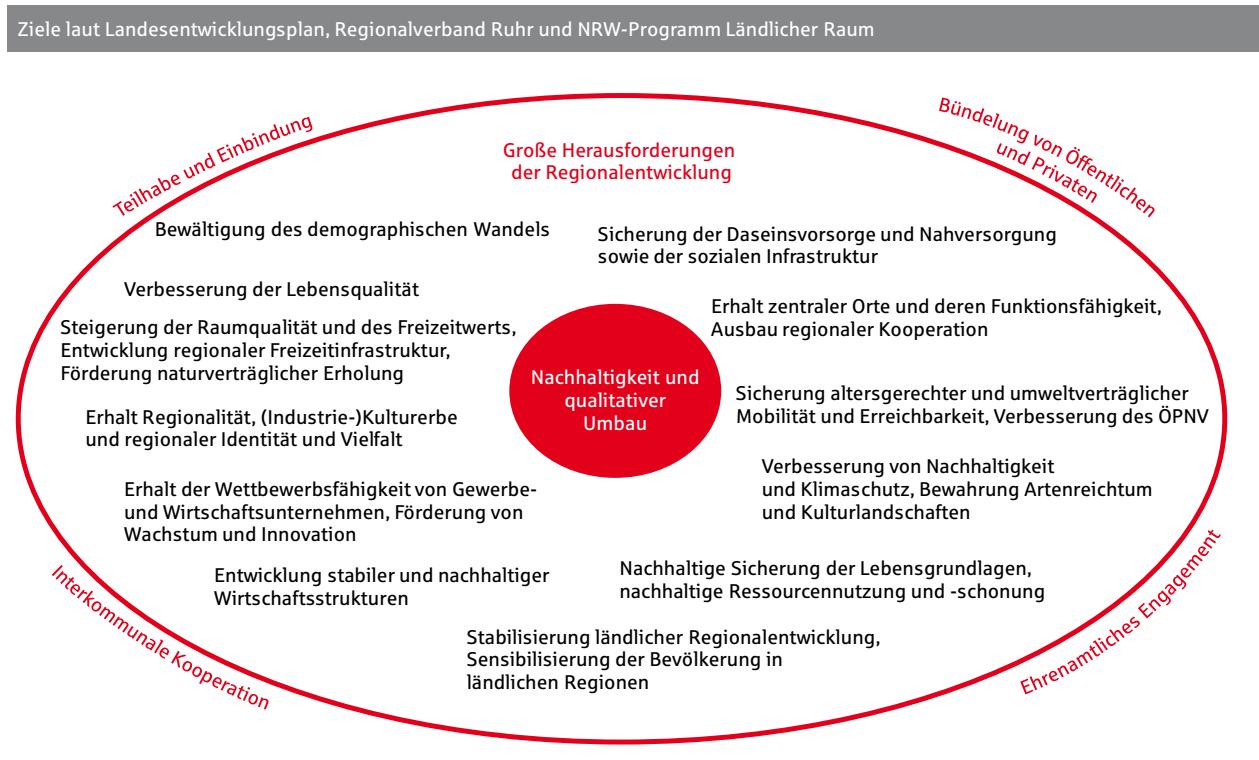 Ziele laut Landesentwicklungsplan, Regionalverband Ruhr und NRW-Programm Ländlicher Raum
Teilhabe und Einbindung
Bündelung von Öffentlichen
und Privaten
Große Herausforderungen
der Regionalentwicklung
Bewältigung des demographischen Wandels
Sicherung der Daseinsvorsorge und Nahversorgung
sowie der sozialen Infrastruktur
Verbesserung der Lebensqualität
Erhalt zentraler Orte und deren Funktionsfähigkeit,
Ausbau regionaler Kooperation
Steigerung der Raumqualität und des Freizeitwerts,
Entwicklung regionaler Freizeitinfrastruktur,
Förderung naturverträglicher Erholung
Nachhaltigkeit und
qualitativer
Umbau
Sicherung altersgerechter und umweltverträglicher
Mobilität und Erreichbarkeit, Verbesserung des ÖPNV
Erhalt Regionalität, (Industrie-)Kulturerbe
und regionaler Identität und Vielfalt
Verbesserung von Nachhaltigkeit
und Klimaschutz, Bewahrung Artenreichtum
und Kulturlandschaften
Erhalt der Wettbewerbsfähigkeit von Gewerbe-
und Wirtschaftsunternehmen, Förderung von
Wachstum und Innovation
Nachhaltige Sicherung der Lebensgrundlagen,
nachhaltige Ressourcennutzung und -schonung
Entwicklung stabiler und nachhaltiger
Wirtschaftsstrukturen
Stabilisierung ländlicher Regionalentwicklung,
Sensibilisierung der Bevölkerung in
ländlichen Regionen
Interkommunale Kooperation
Ehrenamtliches Engagement